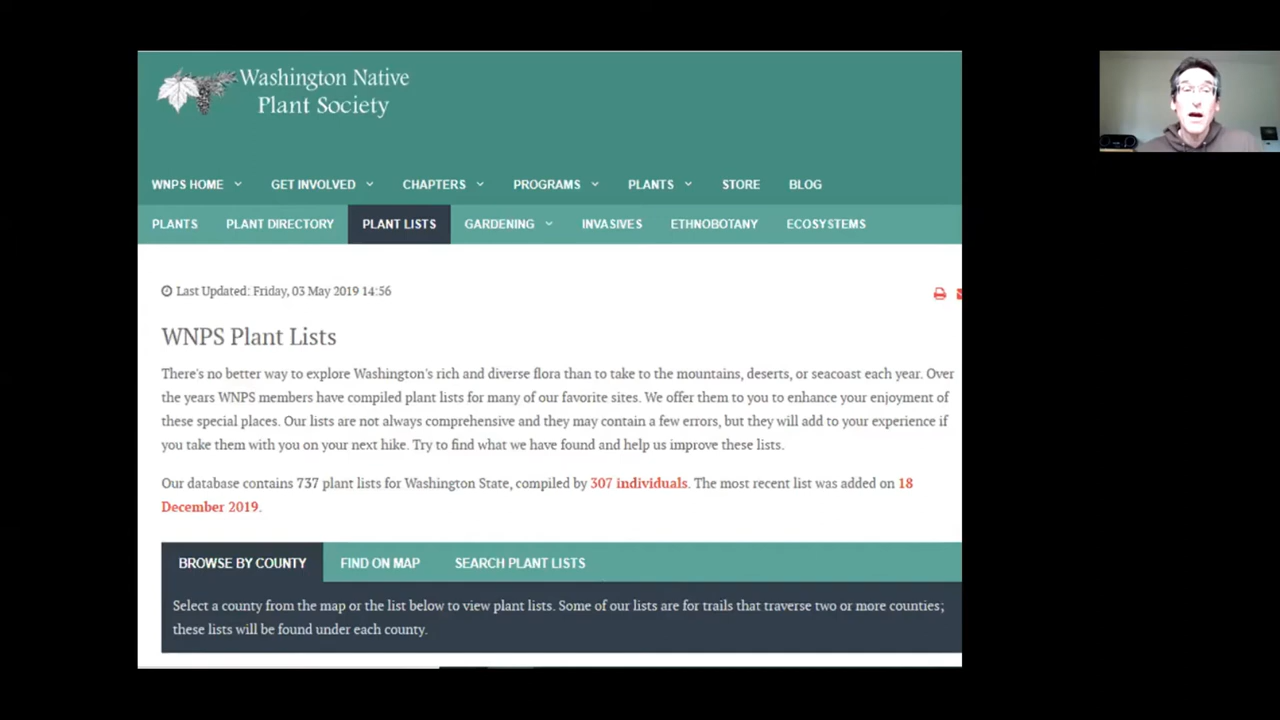 Washington Native
Plant Society
WNPS HOME GET INVOLVED CHAPTERS PROGRAMS PLANTS STORE BLOG
PLANTS PLANT DIRECTORY PLANT LISTS GARDENING INVASIVES ETHNOBOTANY ECOSYSTEMS
Last Updated: Friday, 03 May 2019 14:56
WNPS Plant Lists
There's no better way to explore Washington's rich and diverse flora than to take to the mountains, deserts, or seacoast each year. Over
the years WNPS members have compiled plant lists for many of our favorite sites. We offer them to you to enhance your enjoyment of
these special places. Our lists are not always comprehensive and they may contain a few errors, but they will add to your experience if
you take them with you on your next hike. Try to find what we have found and help us improve these lists.
Our database contains 737 plant lists for Washington State, compiled by 307 individuals. The most recent list was added on 18
December 2019.
BROWSE BY COUNTY FIND ON MAP SEARCH PLANT LISTS
Select a county from the map or the list below to view plant lists. Some of our lists are for trails that traverse two or more counties;
these lists will be found under each county.